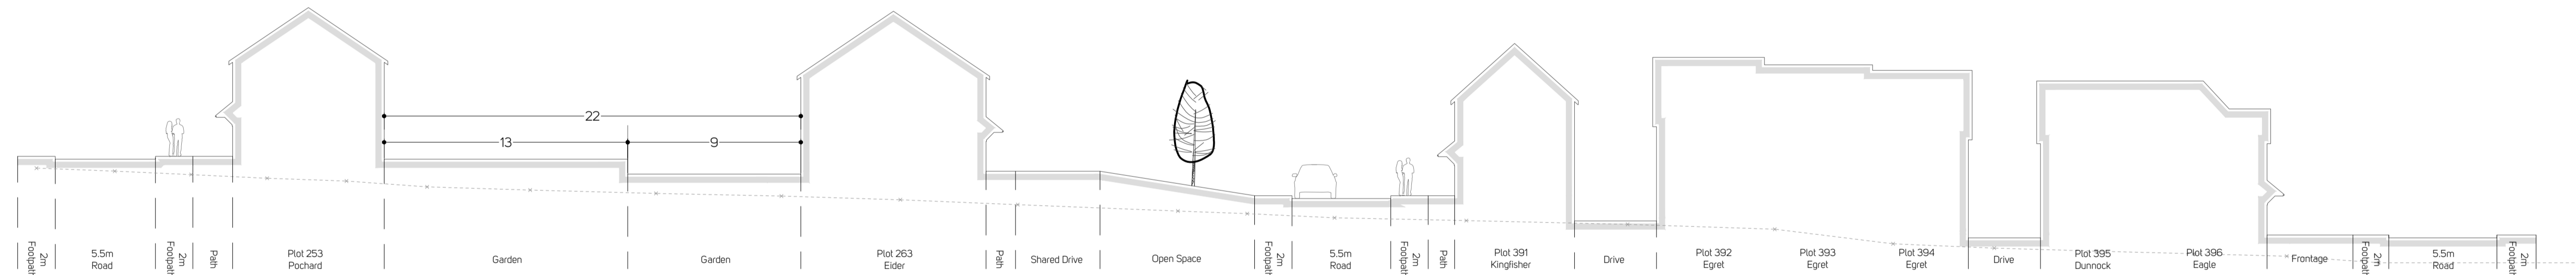 22
13
9
2m
Footpath
5.5m
Road
2m
Footpath
Path
Plot 253
Pochard
Garden
Garden
Plot 263
Eider
Path
Shared Drive
Open Space
2m
Footpath
5.5m
Road
2m
Footpath
Path
Plot 391
Kingfisher
Drive
Plot 392
Egret
Plot 393
Egret
Plot 394
Egret
Drive
Plot 395
Dunnock
Plot 396
Eagle
Frontage
2m
Footpath
5.5m
Road
2m
Footpath